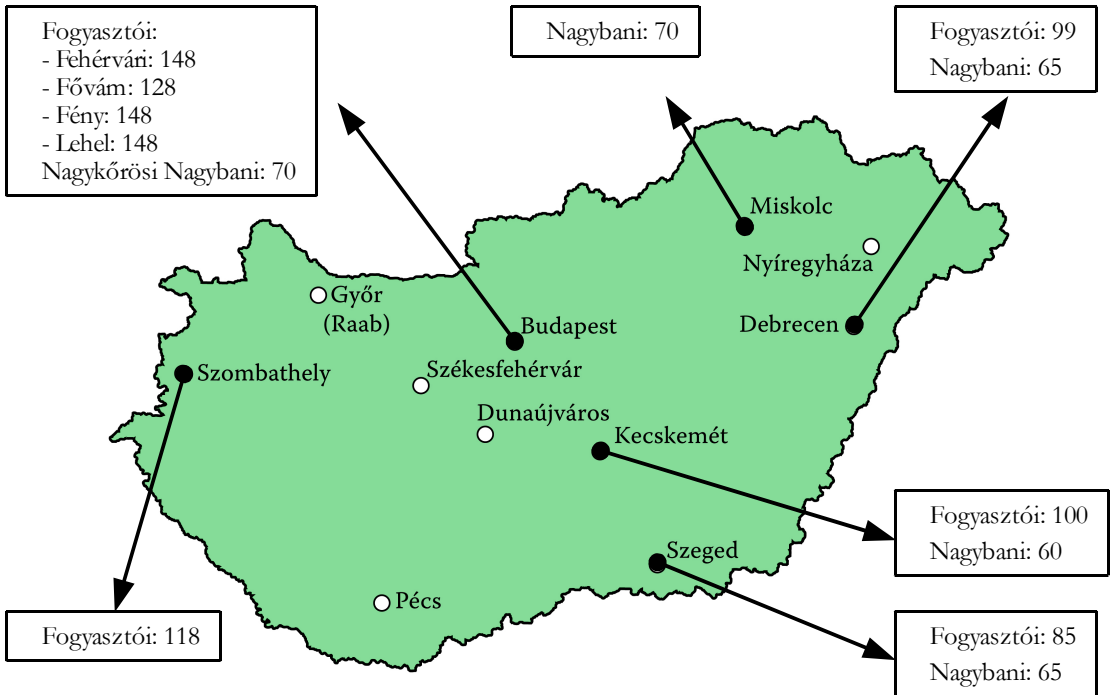 Fogyasztói:
- Fehérvári: 148
- Fővám: 128
- Fény: 148
- Lehel: 148
Nagykőrösi Nagybani: 70
Nagybani: 70
Fogyasztói: 99
Nagybani: 65
Miskolc
Nyíregyháza
Győr
(Raab)
Budapest
Debrecen
Székesfehérvár
Szombathely
Dunaújváros
Kecskemét
Fogyasztói: 100
Nagybani: 60
Szeged
Pécs
Fogyasztói: 118
Fogyasztói: 85
Nagybani: 65